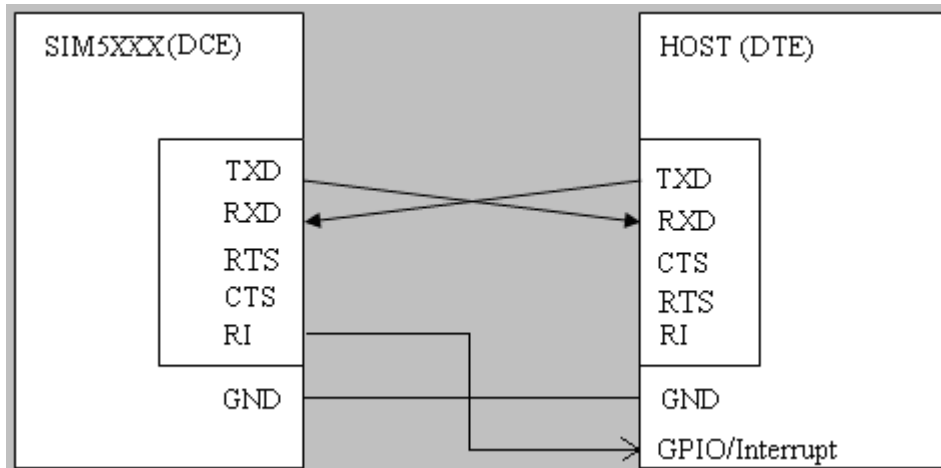 SIM5XXX(DCE)
TXD
RXD
RTS
CTS
RI
GND
HOST (DTE)
TXD
RXD
CTS
RTS
RI
GND
GPIO/Interrupt